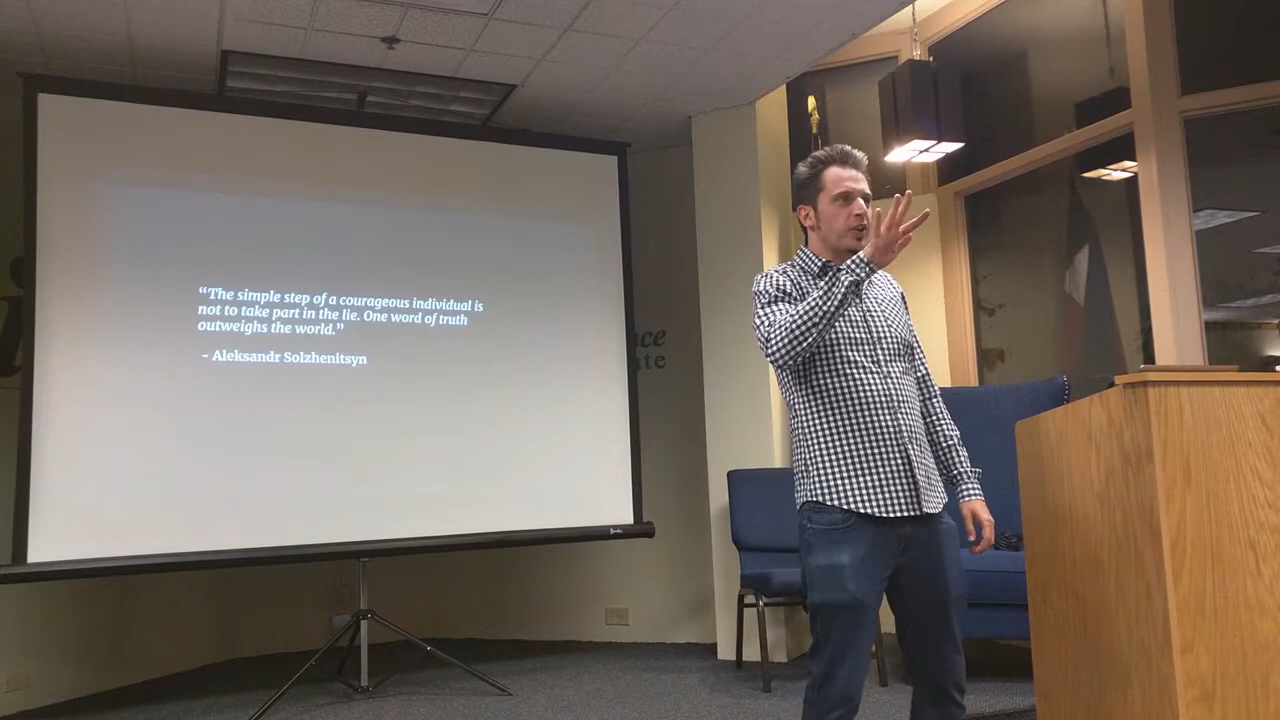 “The simple step of a courageous individual is
not to take part in the lie. One word of truth
outweighs the world.”
– Aleksandr Solzhenitsyn